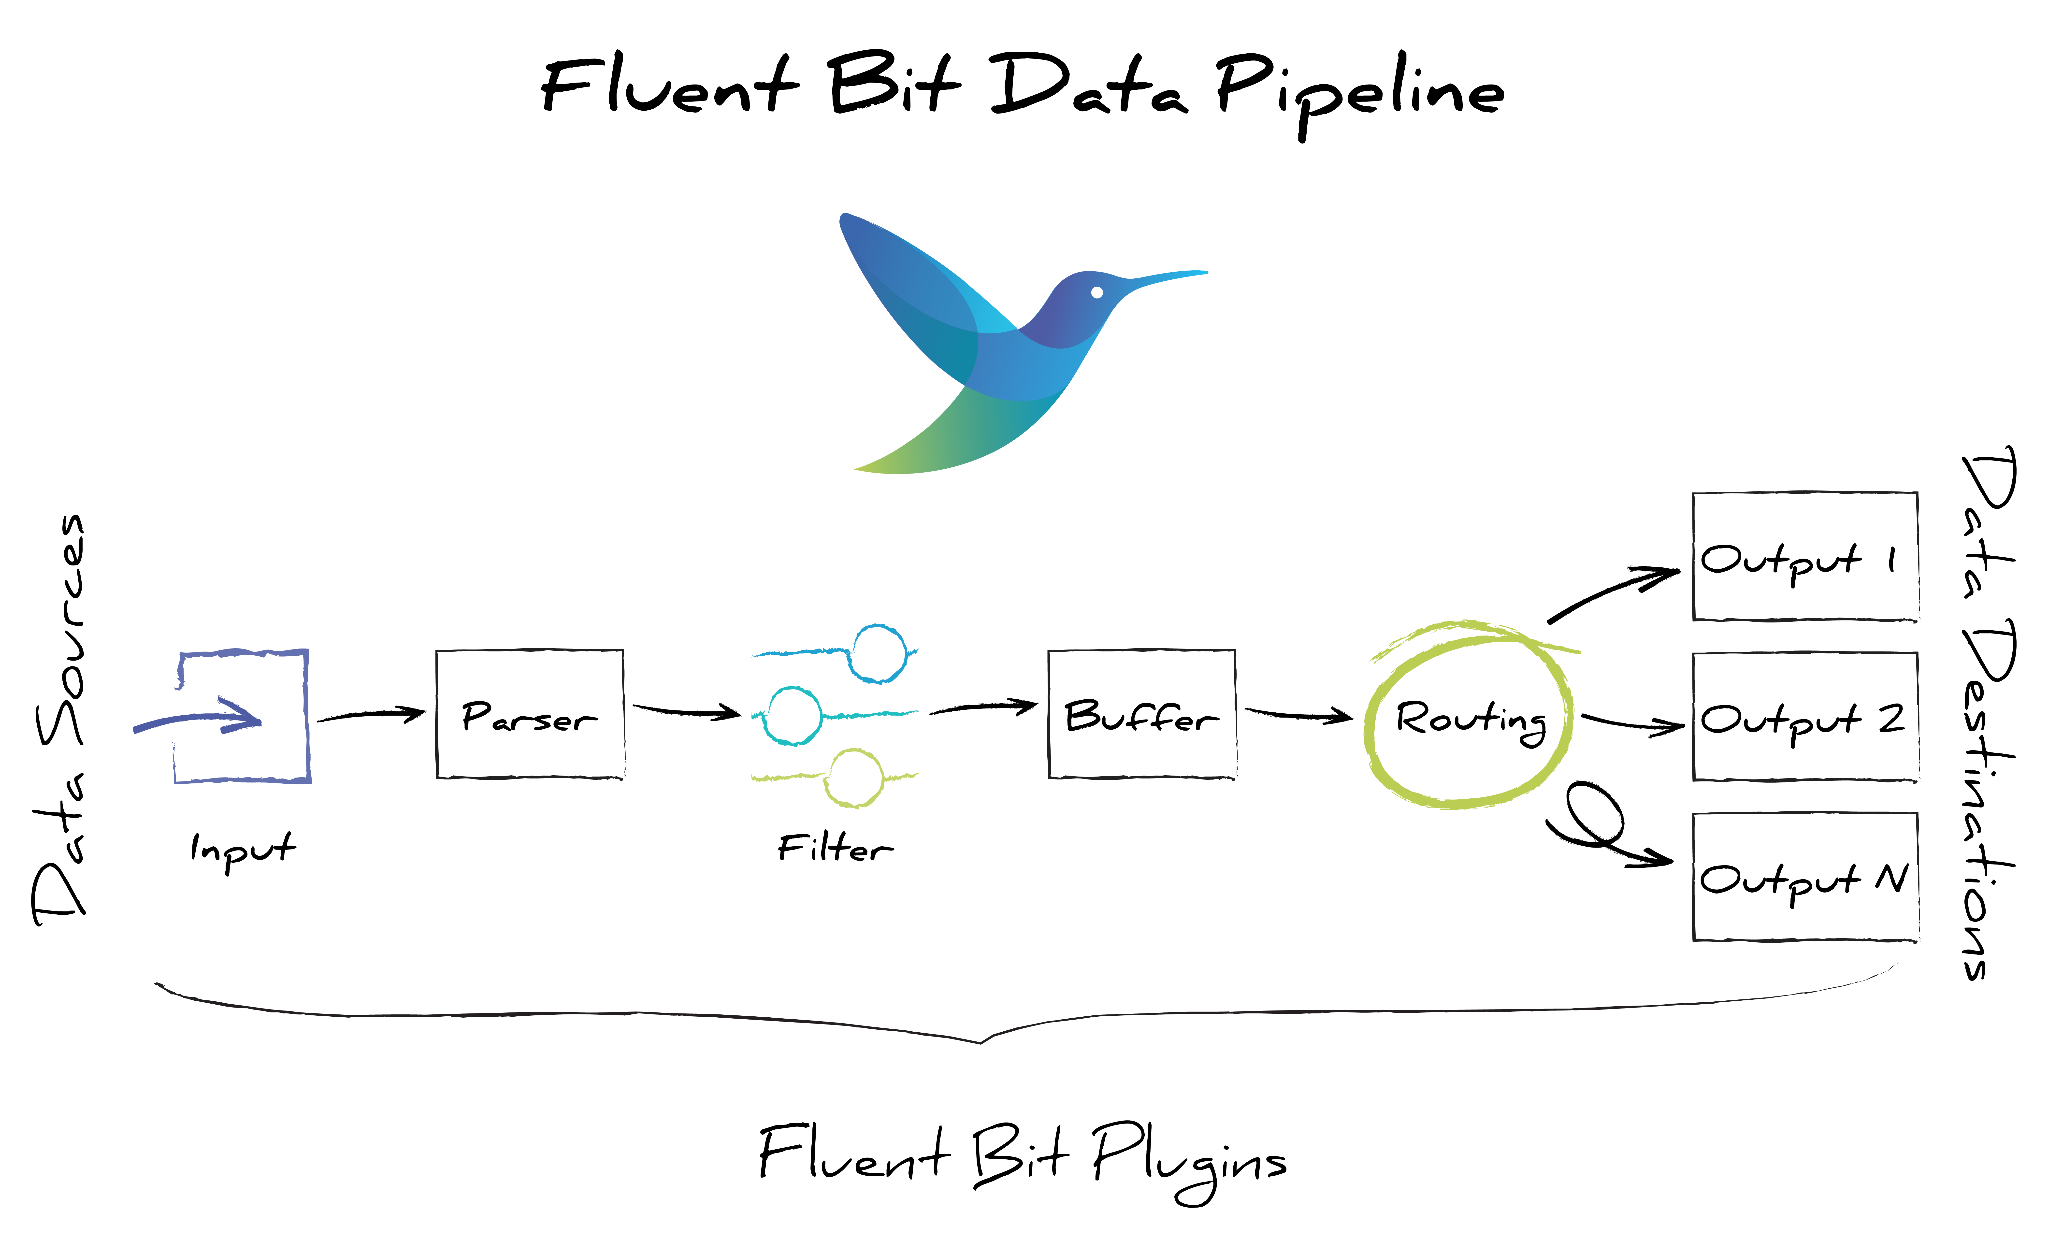 Fluent Bit Data Pipeline
Data Sources
Input
Parser
Filter
Buffer
Routing
Output 1
Output 2
Output N
Data Destinations
Fluent Bit Plugins